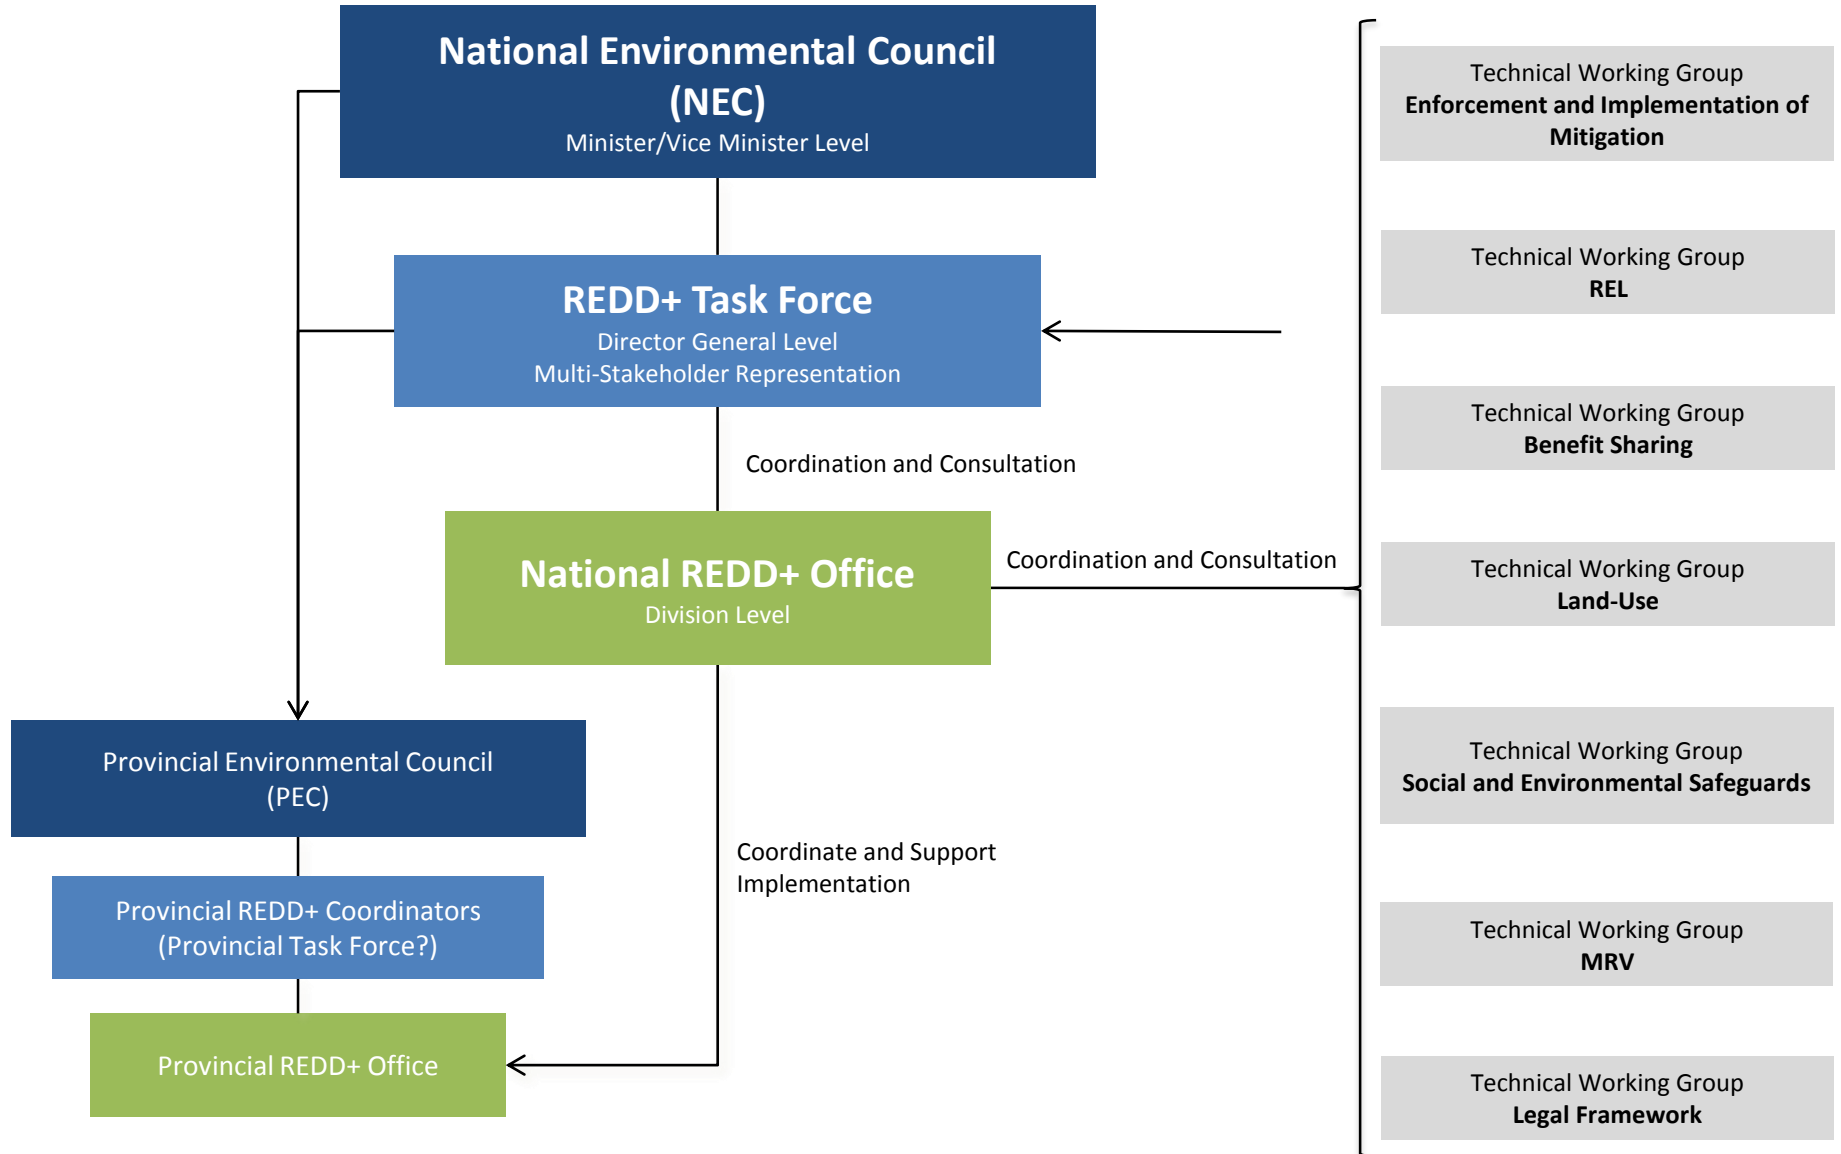 National Environmental Council
(NEC)
Minister/Vice Minister Level
REDD+ Task Force
Director General Level
Multi-Stakeholder Representation
Coordination and Consultation
National REDD+ Office
Division Level
Coordination and Consultation
Provincial Environmental Council
(PEC)
Coordinate and Support
Implementation
Provincial REDD+ Coordinators
(Provincial Task Force?)
Provincial REDD+ Office
Technical Working Group
Enforcement and Implementation of
Mitigation
Technical Working Group
REL
Technical Working Group
Benefit Sharing
Technical Working Group
Land-Use
Technical Working Group
Social and Environmental Safeguards
Technical Working Group
MRV
Technical Working Group
Legal Framework